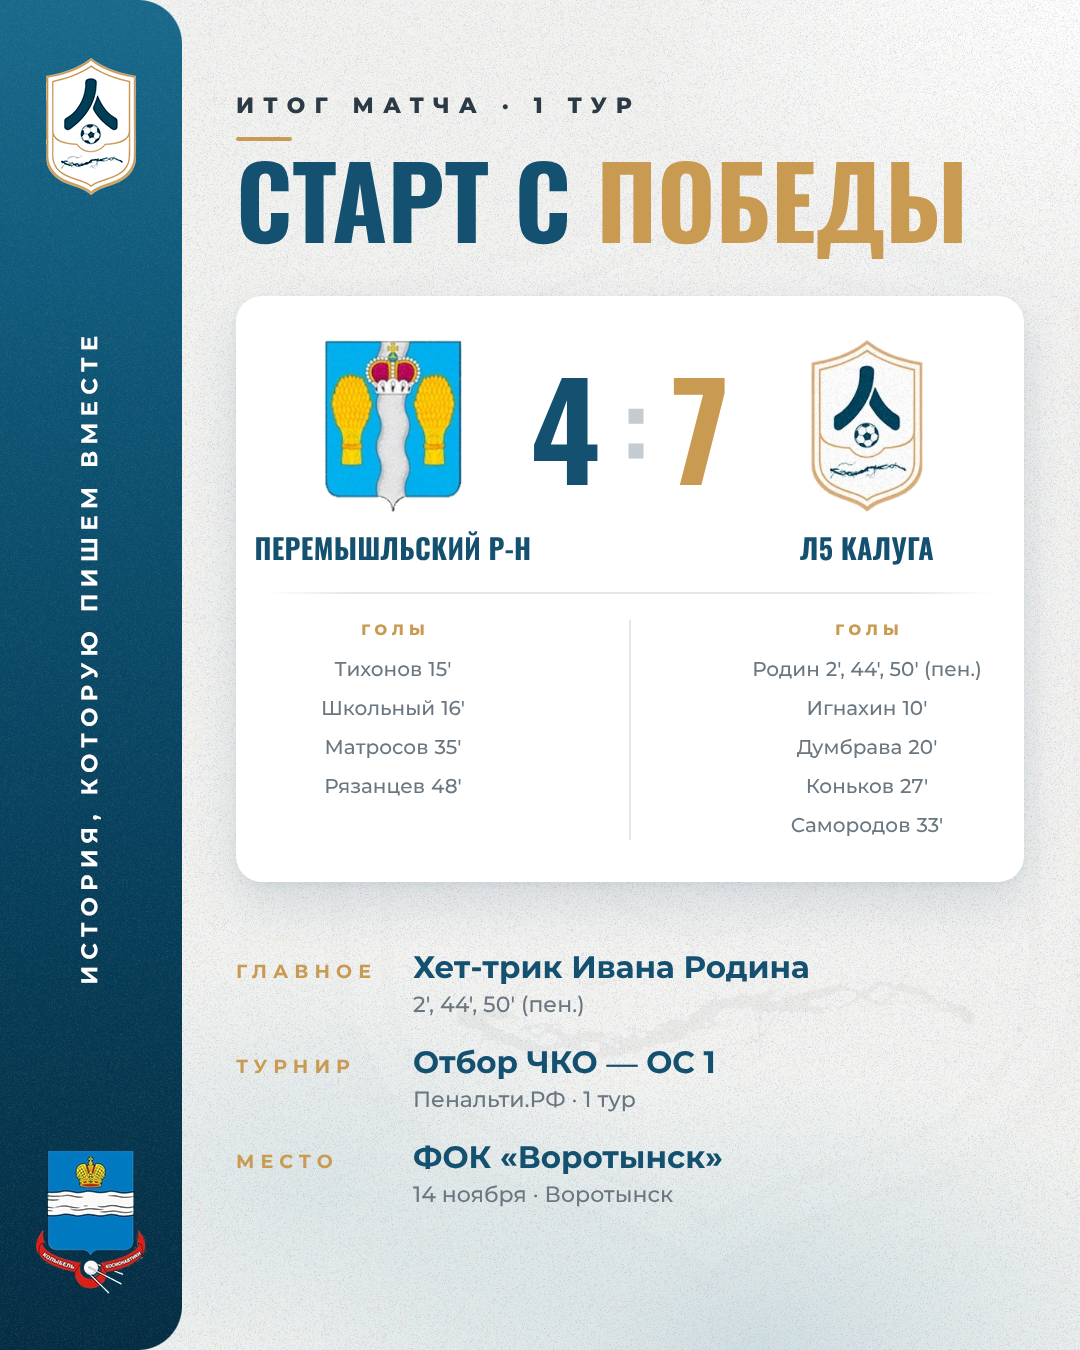 ИТОГ МАТЧА · 1 ТУР
СТАРТ С ПОБЕДЫ
4 : 7
ПЕРЕМЫШЛЬСКИЙ Р-Н
Л5 КАЛУГА
ГОЛЫ
Тихонов 15'
Школьный 16'
Матросов 35'
Рязанцев 48'
ГОЛЫ
Родин 2', 44', 50' (пен.)
Игнахин 10'
Думбрава 20'
Коньков 27'
Самородов 33'
ГЛАВНОЕ
Хет-трик Ивана Родина
2', 44', 50' (пен.)
ТУРНИР
Отбор ЧКО — ОС 1
Пенальти.РФ · 1 тур
МЕСТО
ФОК «Воротынск»
14 ноября · Воротынск
ИСТОРИЯ, КОТОРУЮ ПИШЕМ ВМЕСТЕ
КОЛЫБЕЛЬ КОСМОНАВТИКИ